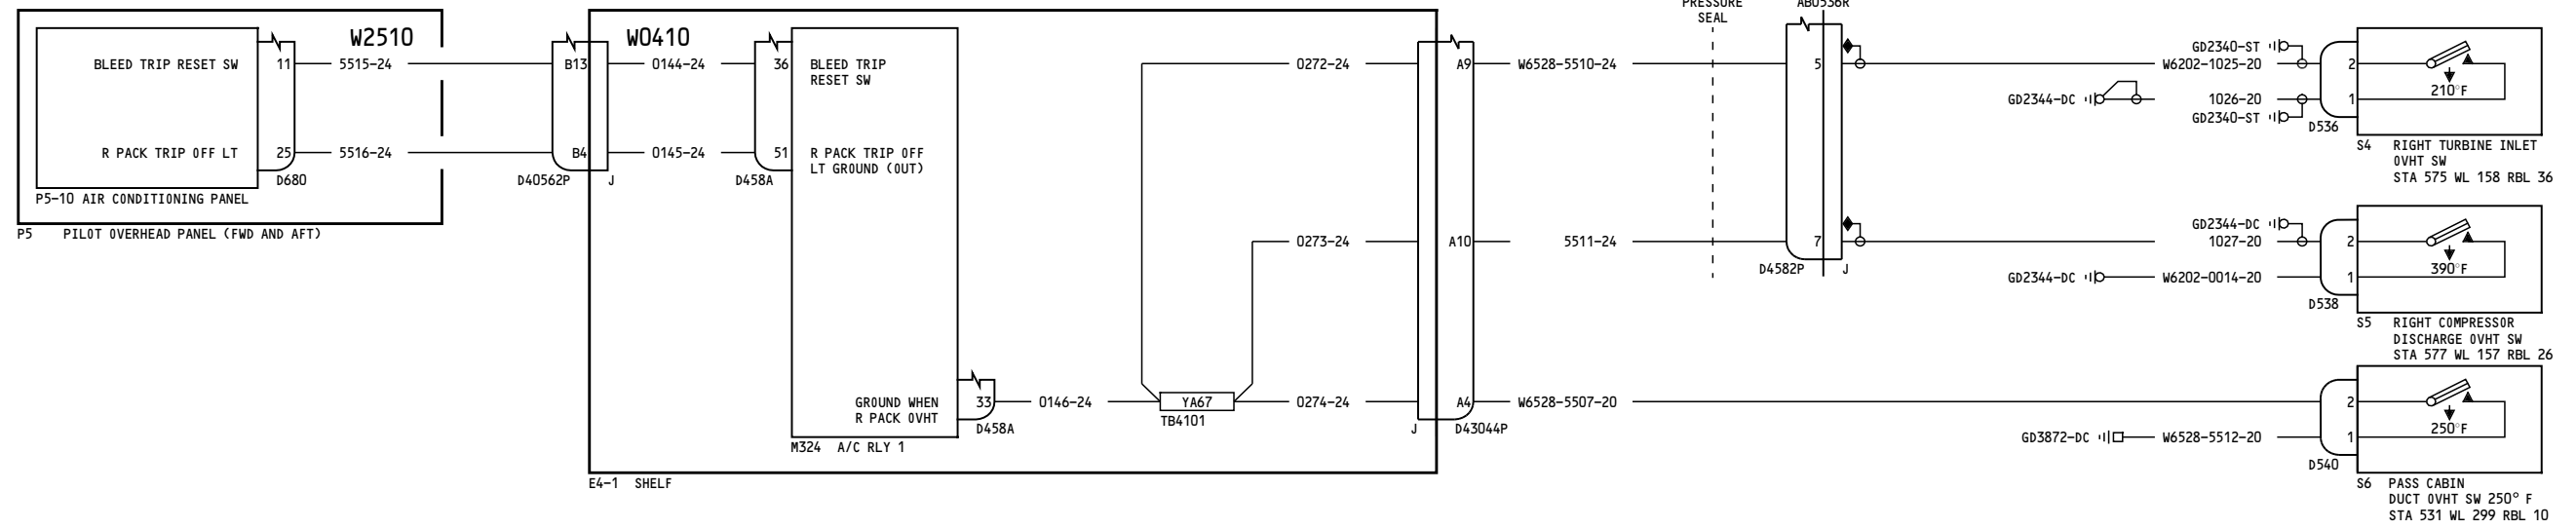 PRESSURE
SEAL
AB0536R
W2510
BLEED TRIP RESET SW
11
5515-24
R PACK TRIP OFF LT
25
5516-24
D680
P5-10 AIR CONDITIONING PANEL
P5 PILOT OVERHEAD PANEL (FWD AND AFT)
W0410
B13
0144-24
36
BLEED TRIP
RESET SW
B4
0145-24
51
R PACK TRIP OFF
LT GROUND (OUT)
D40562P
J
D458A
GROUND WHEN
R PACK OVHT
33
D458A
M324 A/C RLY 1
E4-1 SHELF
0146-24
YA67
TB4101
0272-24
A9
0273-24
A10
0274-24
A4
J
D43044P
W6528-5510-24
5
5511-24
7
D4582P
J
W6528-5507-20
GD2340-ST
W6202-1025-20
2
GD2344-DC
1026-20
1
GD2340-ST
D536
210°F
S4 RIGHT TURBINE INLET
OVHT SW
STA 575 WL 158 RBL 36
GD2344-DC
1027-20
2
GD2344-DC
W6202-0014-20
1
D538
390°F
S5 RIGHT COMPRESSOR
DISCHARGE OVHT SW
STA 577 WL 157 RBL 26
2
GD3872-DC
W6528-5512-20
1
D540
250°F
S6 PASS CABIN
DUCT OVHT SW 250° F
STA 531 WL 299 RBL 10